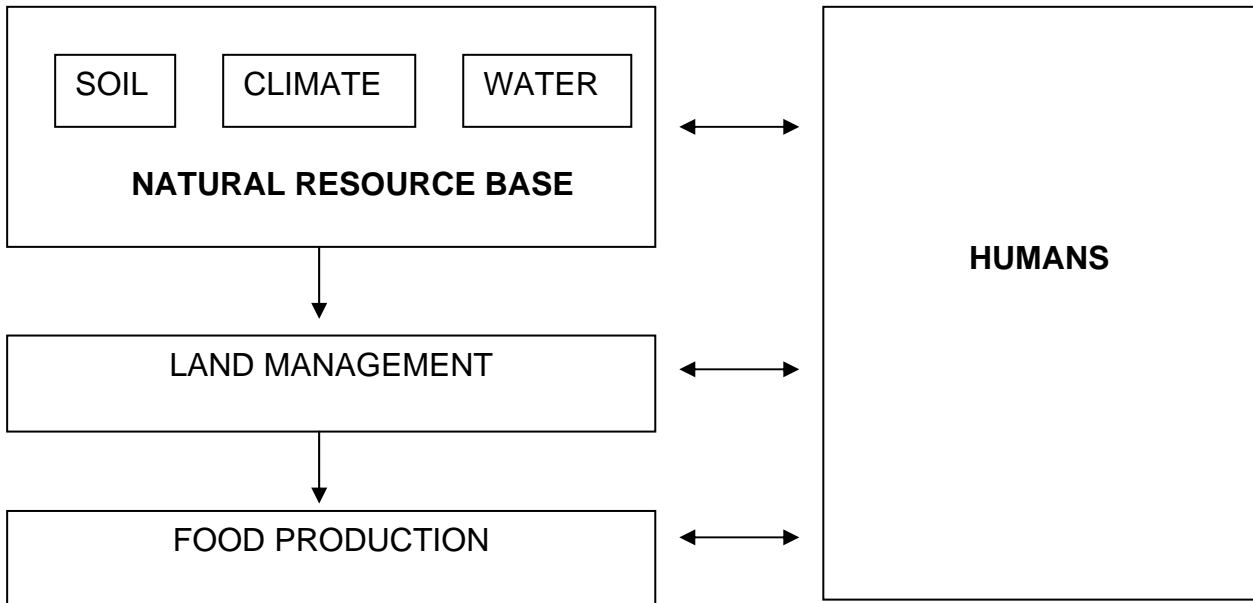 SOIL CLIMATE WATER
NATURAL RESOURCE BASE
HUMANS
LAND MANAGEMENT
FOOD PRODUCTION